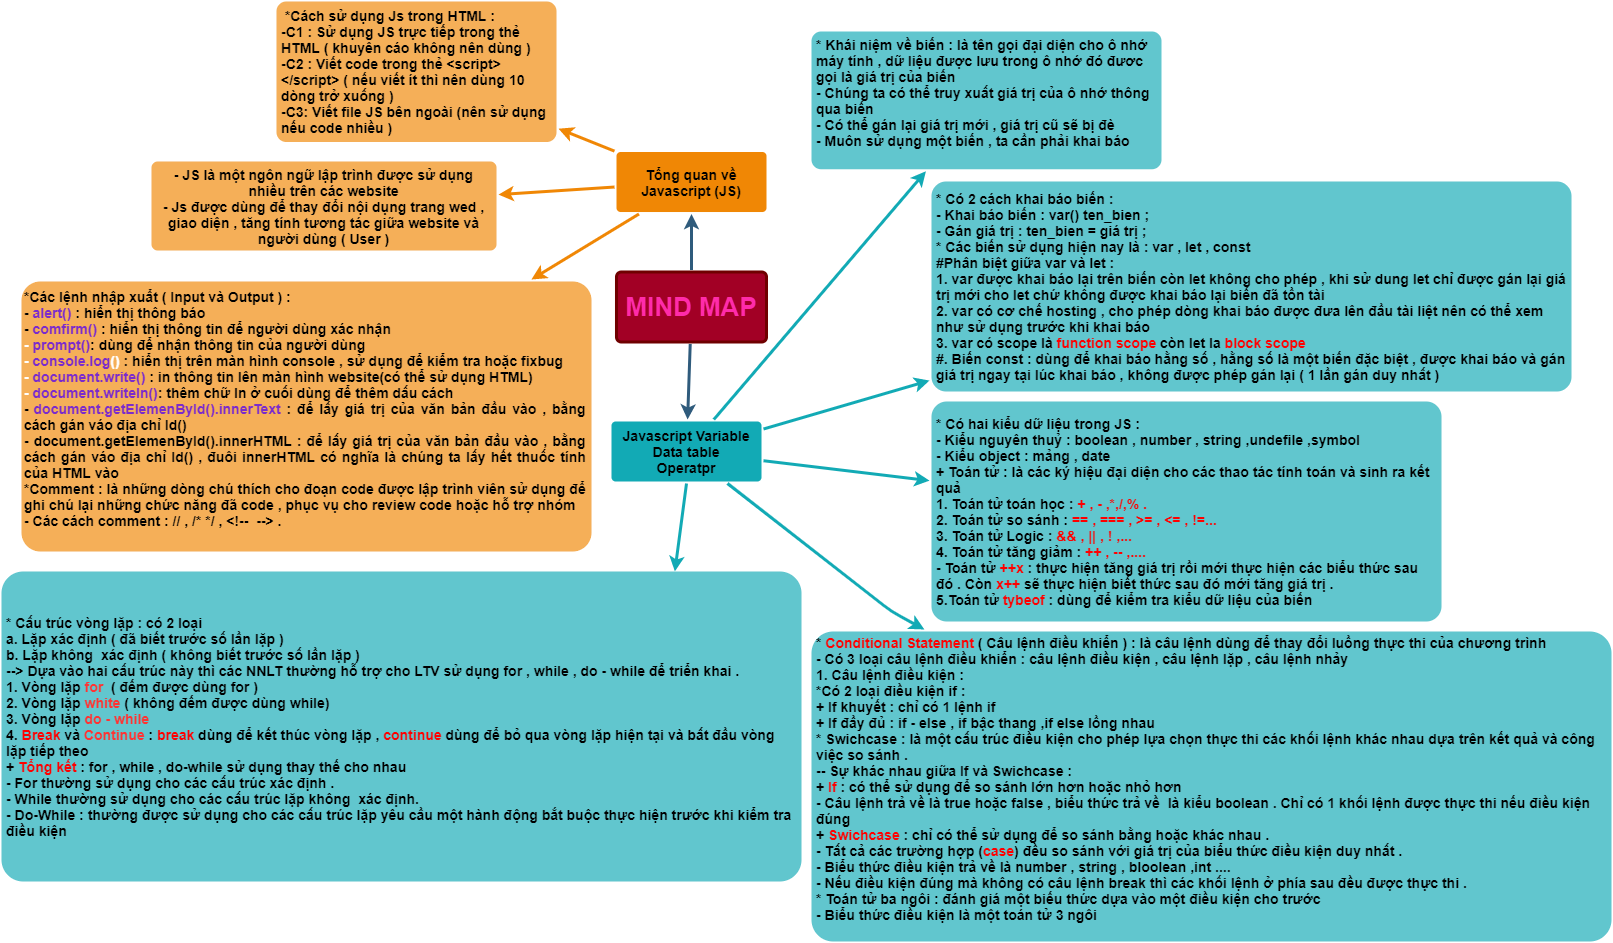 *Cách sử dụng Js trong HTML :
-C1 : Sử dụng JS trực tiếp trong thẻ
HTML ( khuyên cáo không nên dùng )
-C2 : Viết code trong thẻ <script>
</script> ( nếu viết ít thì nên dùng 10
dòng trở xuống )
-C3: Viết file JS bên ngoài (nên sử dụng
nếu code nhiều )
- JS là một ngôn ngữ lập trình được sử dụng
nhiều trên các website
- Js được dùng để thay đổi nội dụng trang wed ,
giao diện , tăng tính tương tác giữa website và
người dùng ( User )
Tổng quan về
Javascript (JS)
*Các lệnh nhập xuất ( Input và Output ) :
- alert() : hiển thị thông báo
- comfirm() : hiển thị thông tin để người dùng xác nhận
- prompt(): dùng để nhận thông tin của người dùng
- console.log() : hiển thị trên màn hình console , sử dụng để kiểm tra hoặc fixbug
- document.write() : in thông tin lên màn hình website(có thể sử dụng HTML)
- document.writeln(): thêm chữ ln ở cuối dùng để thêm dấu cách
- document.getElemenById().innerText : để lấy giá trị của văn bản đầu vào , bằng
cách gán vào địa chỉ Id()
- document.getElemenById().innerHTML : để lấy giá trị của văn bản đầu vào , bằng
cách gán vào địa chỉ Id() , đuôi innerHTML có nghĩa là chúng ta lấy hết thuốc tính
của HTML vào
*Comment : là những dòng chú thích cho đoạn code được lập trình viên sử dụng để
ghi chú lại những chức năng đã code , phục vụ cho review code hoặc hỗ trợ nhóm
- Các cách comment : // , /* */ , <!-- --> .
MIND MAP
Javascript Variable
Data table
Operatpr
* Khái niệm về biến : là tên gọi đại diện cho ô nhớ
máy tính , dữ liệu được lưu trong ô nhớ đó đươc
gọi là giá trị của biến
- Chúng ta có thể truy xuất giá trị của ô nhớ thông
qua biến
- Có thể gán lại giá trị mới , giá trị cũ sẽ bị đè
- Muôn sử dụng một biến , ta cần phải khai báo
* Có 2 cách khai báo biến :
- Khai báo biến : var() ten_bien ;
- Gán giá trị : ten_bien = giá trị ;
* Các biến sử dụng hiện nay là : var , let , const
#Phân biệt giữa var và let :
1. var được khai báo lại trên biến còn let không cho phép , khi sử dung let chỉ được gán lại giá
trị mới cho let chứ không được khai báo lại biến đã tồn tài
2. var có cơ chế hosting , cho phép dòng khai báo được đưa lên đầu tài liệt nên có thể xem
như sử dụng trước khi khai báo
3. var có scope là function scope còn let la block scope
#. Biến const : dùng để khai báo hằng số , hằng số là một biến đặc biệt , được khai báo và gán
giá trị ngay tại lúc khai báo , không được phép gán lại ( 1 lần gán duy nhất )
* Có hai kiểu dữ liệu trong JS :
- Kiểu nguyên thuỷ : boolean , number , string ,undefile ,symbol
- Kiểu object : mảng , date
+ Toán tử : là các ký hiệu đại diện cho các thao tác tính toán và sinh ra kết
quả
1. Toán tử toán học : + , - ,*,/,% .
2. Toán tử so sánh : == , === , >= , <= , !=...
3. Toán tử Logic : && , || , ! ,...
4. Toán tử tăng giảm : ++ , -- ,....
- Toán tử ++x : thực hiện tăng giá trị rồi mới thực hiện các biểu thức sau
đó . Còn x++ sẽ thực hiện biết thức sau đó mới tăng giá trị .
5.Toán tử tybeof : dùng để kiểm tra kiểu dữ liệu của biến
* Cấu trúc vòng lặp : có 2 loại
a. Lặp xác định ( đã biết trước số lần lặp )
b. Lặp không xác định ( không biết trước số lần lặp )
--> Dựa vào hai cấu trúc này thì các NNLT thường hỗ trợ cho LTV sử dụng for , while , do - while để triển khai .
1. Vòng lặp for ( đếm được dùng for )
2. Vòng lặp white ( không đếm được dùng while)
3. Vòng lặp do - while
4. Break và Continue : break dùng để kết thúc vòng lặp , continue dùng để bỏ qua vòng lặp hiện tại và bất đầu vòng
lặp tiếp theo
+ Tổng kết : for , while , do-while sử dụng thay thế cho nhau
- For thường sử dụng cho các cấu trúc xác định .
- While thường sử dụng cho các cấu trúc lặp không xác định.
- Do-While : thường được sử dụng cho các cấu trúc lặp yêu cầu một hành động bắt buộc thực hiện trước khi kiểm tra
điều kiện
* Conditional Statement ( Câu lệnh điều khiển ) : là câu lệnh dùng để thay đổi luồng thực thi của chương trình
- Có 3 loại câu lệnh điều khiển : câu lệnh điều kiện , câu lệnh lặp , câu lệnh nhảy
1. Câu lệnh điều kiện :
*Có 2 loại điều kiện if :
+ If khuyết : chỉ có 1 lệnh if
+ If đầy đủ : if - else , if bậc thang ,if else lồng nhau
* Swichcase : là một cấu trúc điều kiện cho phép lựa chọn thực thi các khối lệnh khác nhau dựa trên kết quả và công
việc so sánh .
-- Sự khác nhau giữa If và Swichcase :
+ If : có thể sử dụng để so sánh lớn hơn hoặc nhỏ hơn
- Câu lệnh trả về là true hoặc false , biểu thức trả về là kiểu boolean . Chỉ có 1 khối lệnh được thực thi nếu điều kiện
đúng
+ Swichcase : chỉ có thể sử dụng để so sánh bằng hoặc khác nhau .
- Tất cả các trường hợp (case) đều so sánh với giá trị của biểu thức điều kiện duy nhất .
- Biểu thức điều kiện trả về là number , string , bloolean ,int ....
- Nếu điều kiện đúng mà không có câu lệnh break thì các khối lệnh ở phía sau đều được thực thi .
* Toán tử ba ngôi : đánh giá một biểu thức dựa vào một điều kiện cho trước
- Biểu thức điều kiện là một toán tử 3 ngôi